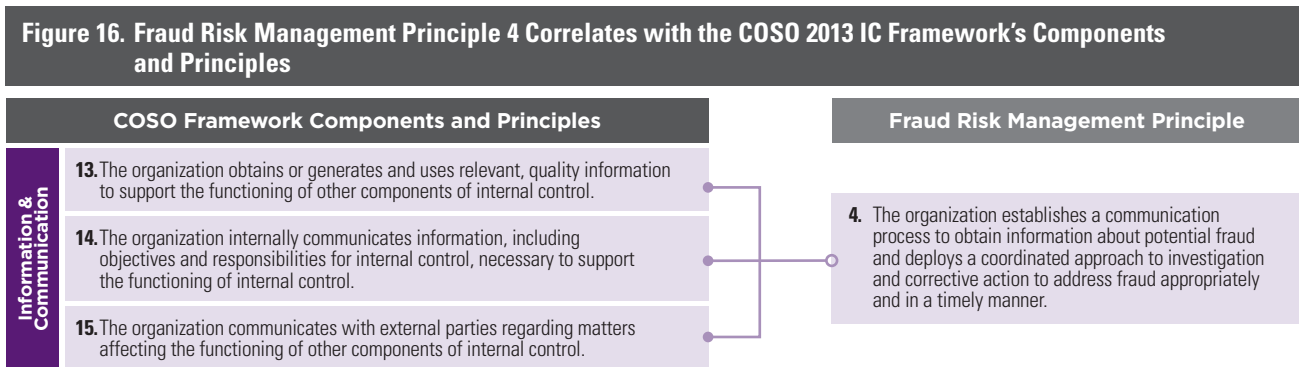 Figure 16. Fraud Risk Management Principle 4 Correlates with the COSO 2013 IC Framework's Components
and Principles
COSO Framework Components and Principles
Information &
Communication
13. The organization obtains or generates and uses relevant, quality information
to support the functioning of other components of internal control.
14. The organization internally communicates information, including
objectives and responsibilities for internal control, necessary to support
the functioning of internal control.
15. The organization communicates with external parties regarding matters
affecting the functioning of other components of internal control.
Fraud Risk Management Principle
4. The organization establishes a communication
process to obtain information about potential fraud
and deploys a coordinated approach to investigation
and corrective action to address fraud appropriately
and in a timely manner.